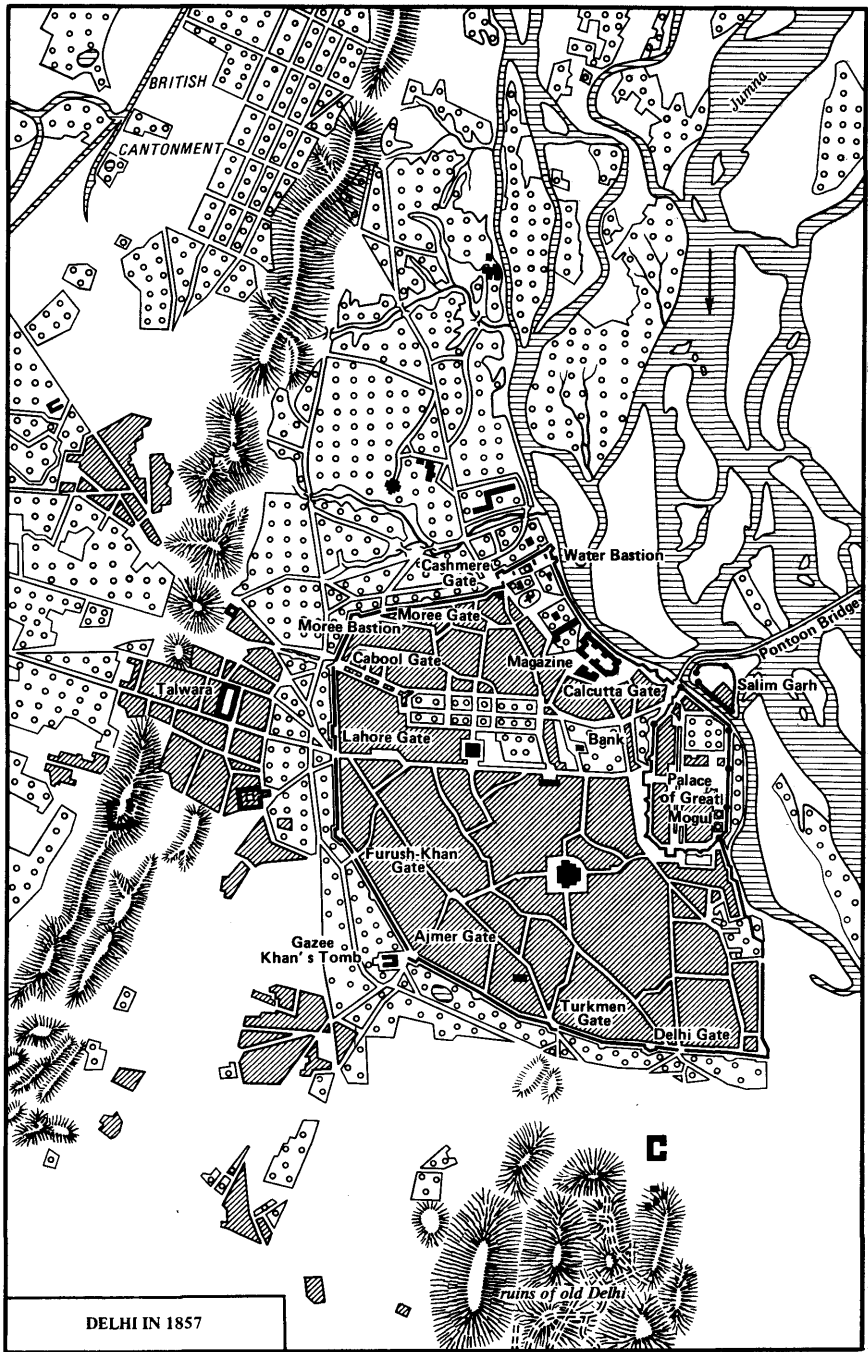 BRITISH
CANTONMENT
Jumna
Water Bastion
Cashmere
Gate
Moree Gate
Moree Bastion
Cabool Gate
Magazine
Calcutta Gate
Pontoon Bridge
Salim Garh
Talwara
Lahore Gate
Bank
Palace
of Great
Mogul
Furush-Khan
Gate
Ajmer Gate
Gazee
Khan's Tomb
Turkmen
Gate
Delhi Gate
ruins of old Delhi
DELHI IN 1857